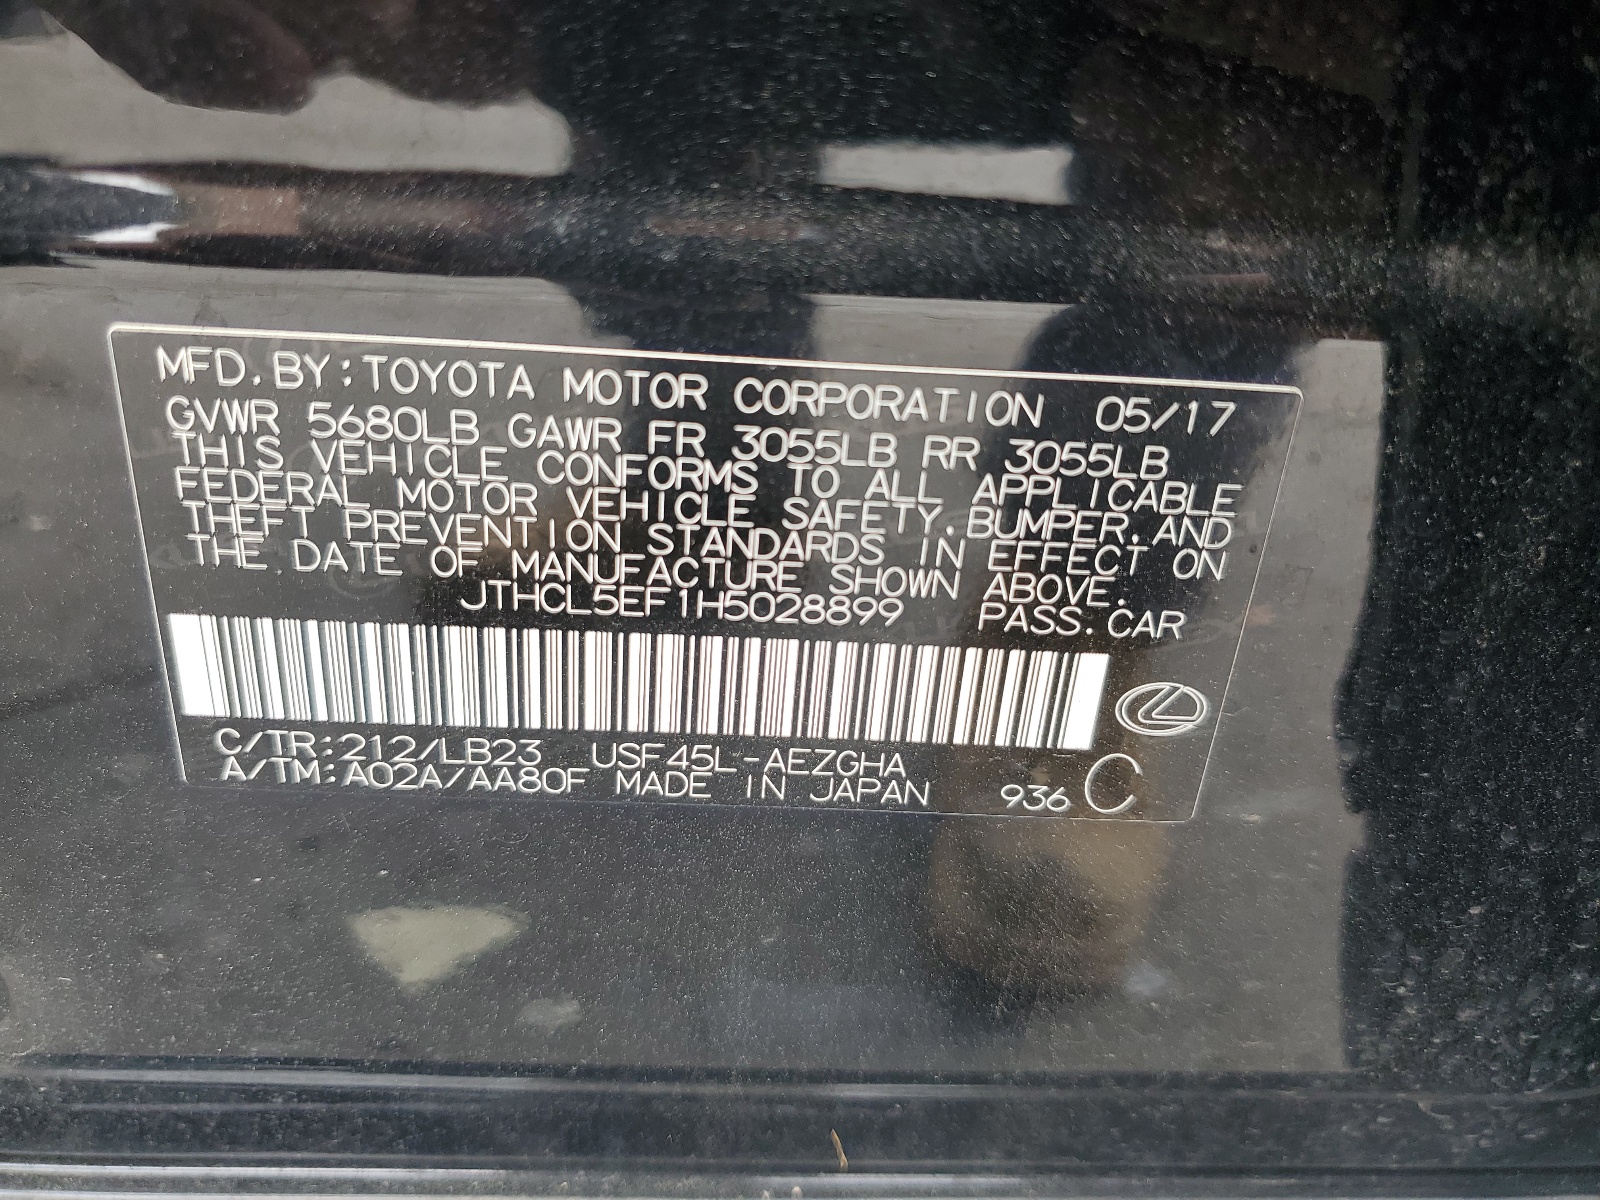 MFD.BY:TOYOTA MOTOR CORPORATION 05/17
GVWR 5680LB GAWR FR 3055LB RR 3055LB
THIS VEHICLE CONFORMS TO ALL APPLICABLE
FEDERAL MOTOR VEHICLE SAFETY,BUMPER,AND
THEFT PREVENTION STANDARDS IN EFFECT ON
THE DATE OF MANUFACTURE SHOWN ABOVE.
JTHCL5EF1H5028899 PASS.CAR
C/TR:212/LB23 USF45L-AEZGHA
A/TM:A02A/AA80F MADE IN JAPAN 936 C